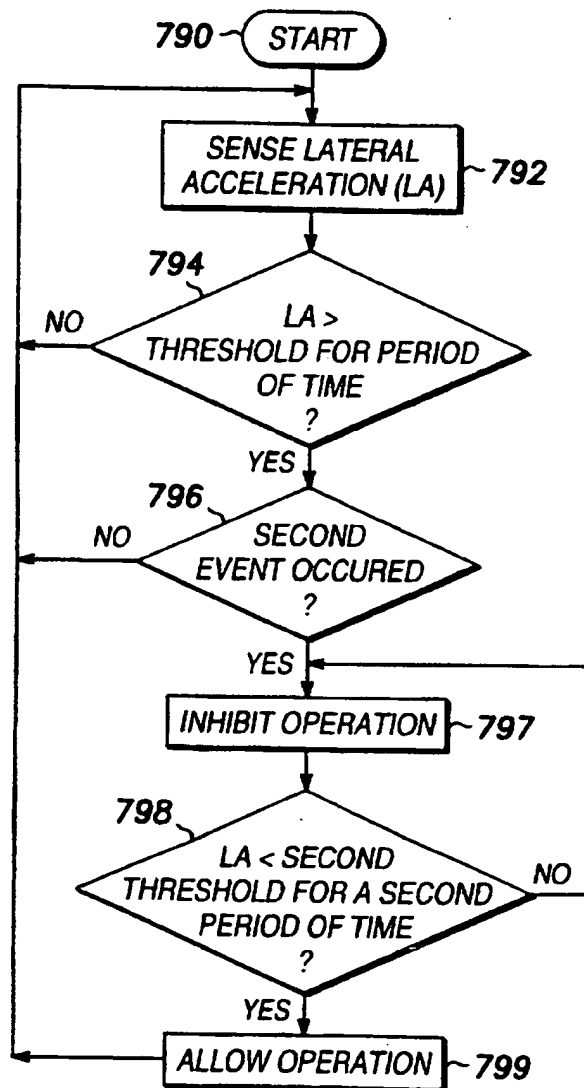 790 START
SENSE LATERAL
ACCELERATION (LA) 792
794
NO
LA >
THRESHOLD FOR PERIOD
OF TIME
?
YES
796
NO
SECOND
EVENT OCCURED
?
YES
INHIBIT OPERATION 797
798
LA < SECOND
THRESHOLD FOR A SECOND
PERIOD OF TIME
?
NO
YES
ALLOW OPERATION 799